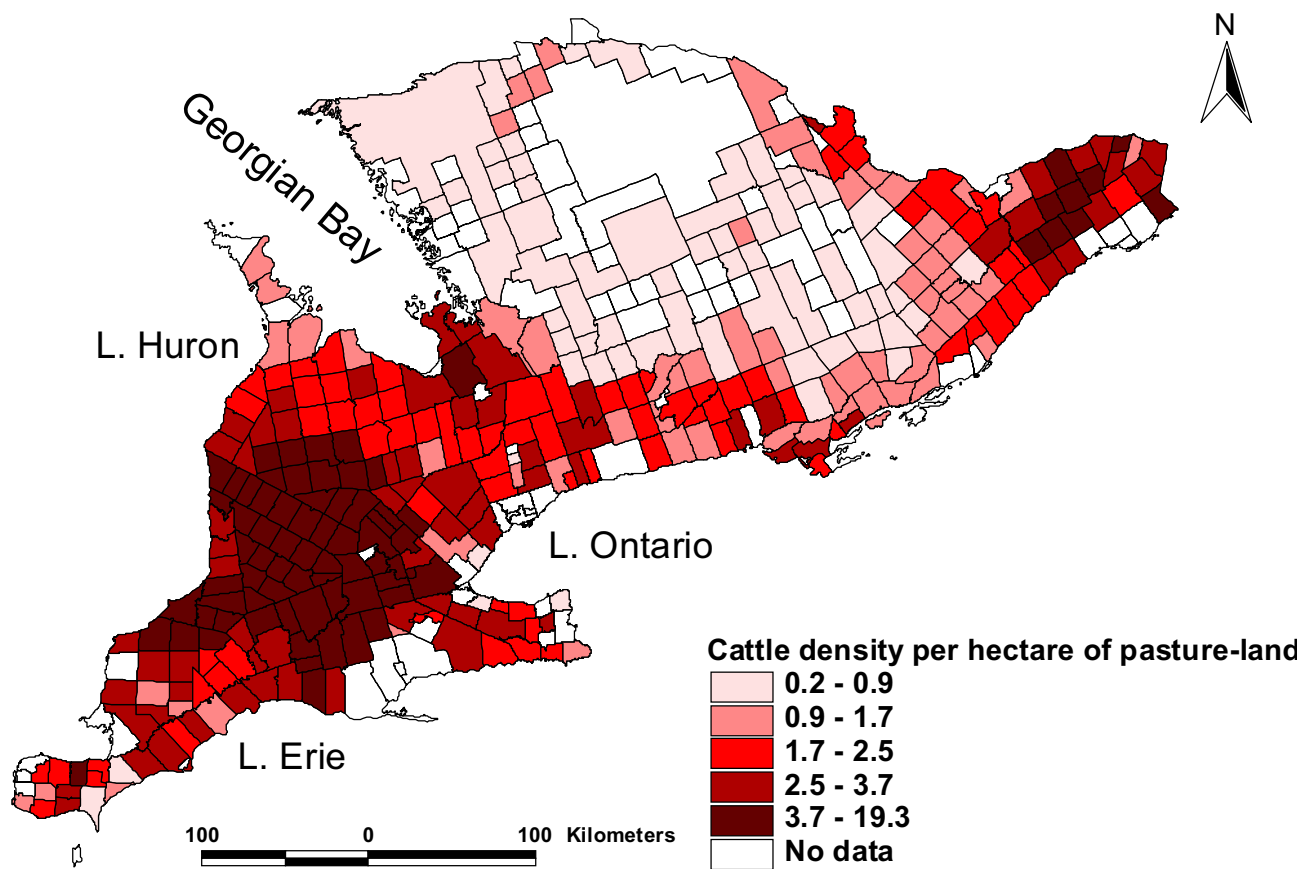 N
Georgian Bay
L. Huron
L. Ontario
L. Erie
Cattle density per hectare of pasture-land
0.2 - 0.9
0.9 - 1.7
1.7 - 2.5
2.5 - 3.7
3.7 - 19.3
No data
100 0 100 Kilometers